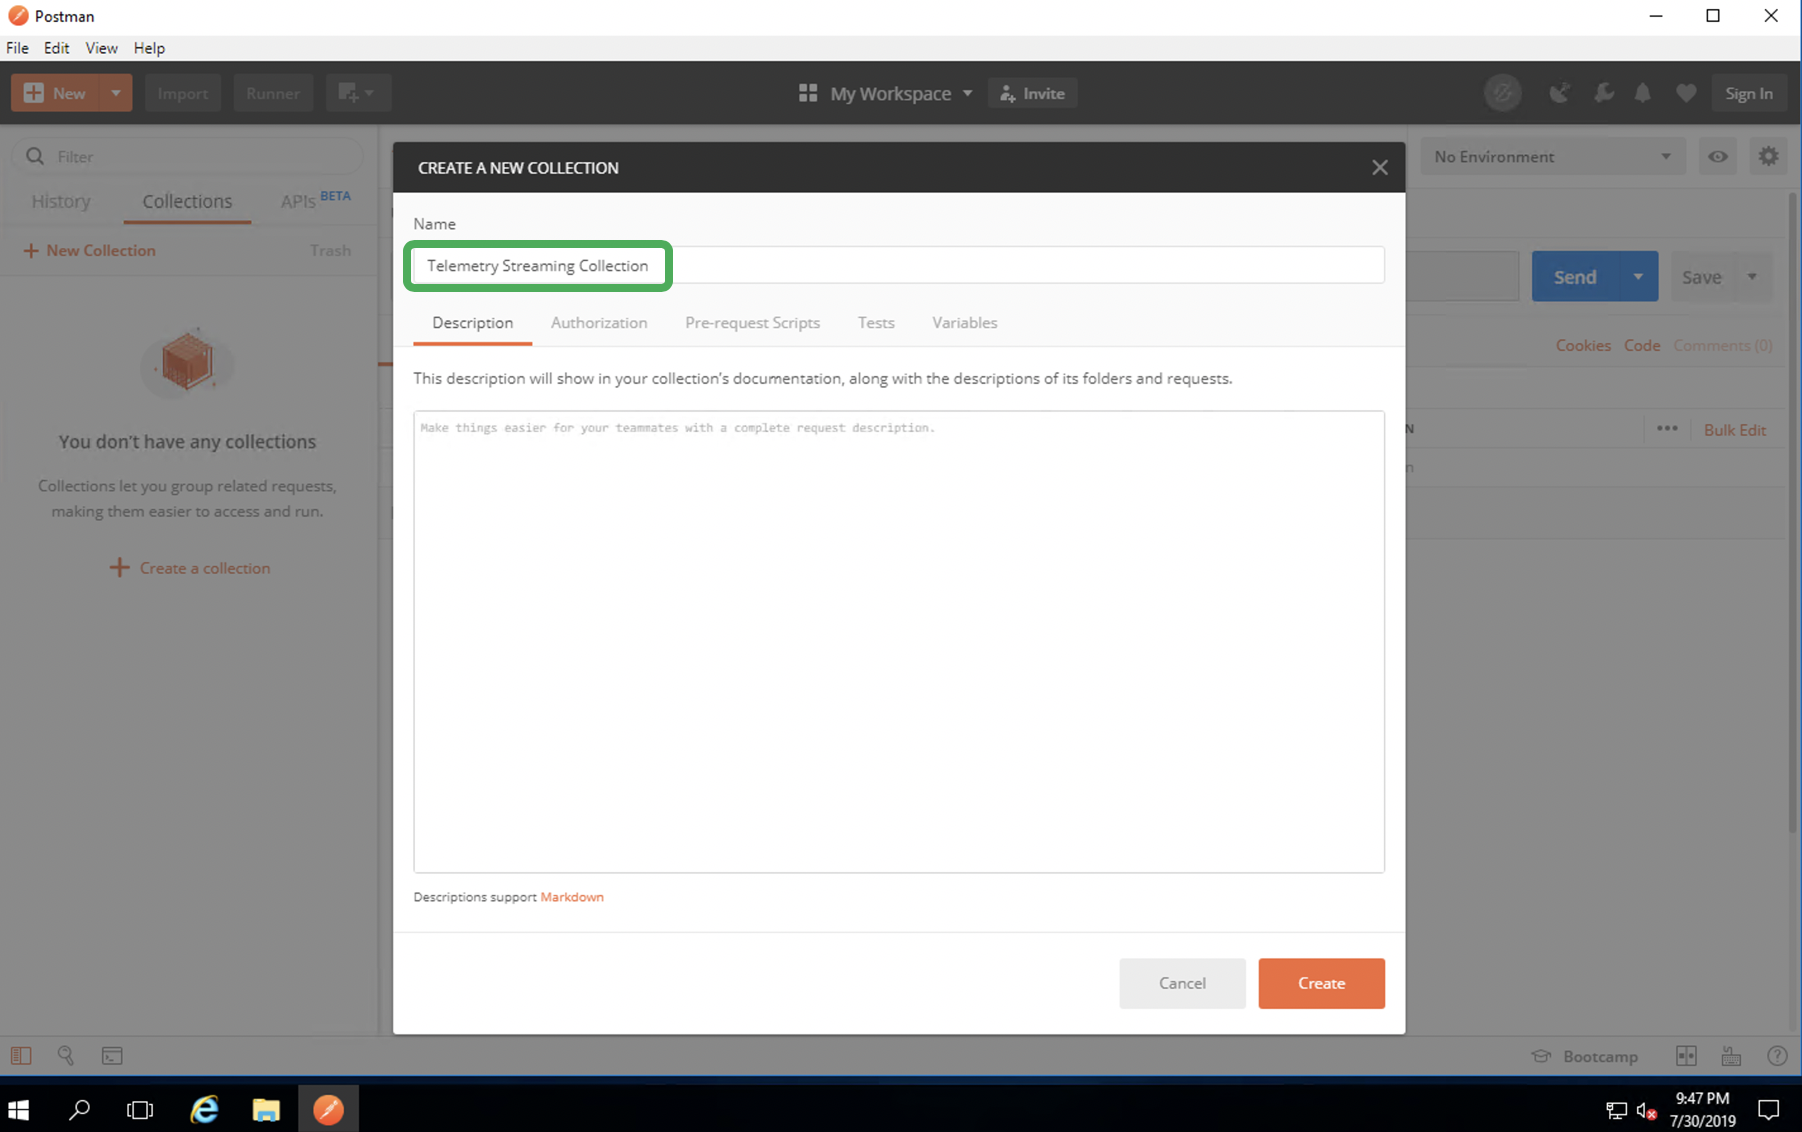 Postman
File Edit View Help
New Import Runner My Workspace Invite Sign In
Filter
No Environment
History Collections APIs BETA
New Collection Trash
You don't have any collections
Collections let you group related requests,
making them easier to access and run.
Create a collection
CREATE A NEW COLLECTION
Name
Telemetry Streaming Collection
Description Authorization Pre-request Scripts Tests Variables
This description will show in your collection's documentation, along with the descriptions of its folders and requests.
Make things easier for your teammates with a complete request description.
Descriptions support Markdown
Cancel Create
Send Save
Cookies Code Comments (0)
N ••• Bulk Edit
n
Bootcamp
9:47 PM
7/30/2019